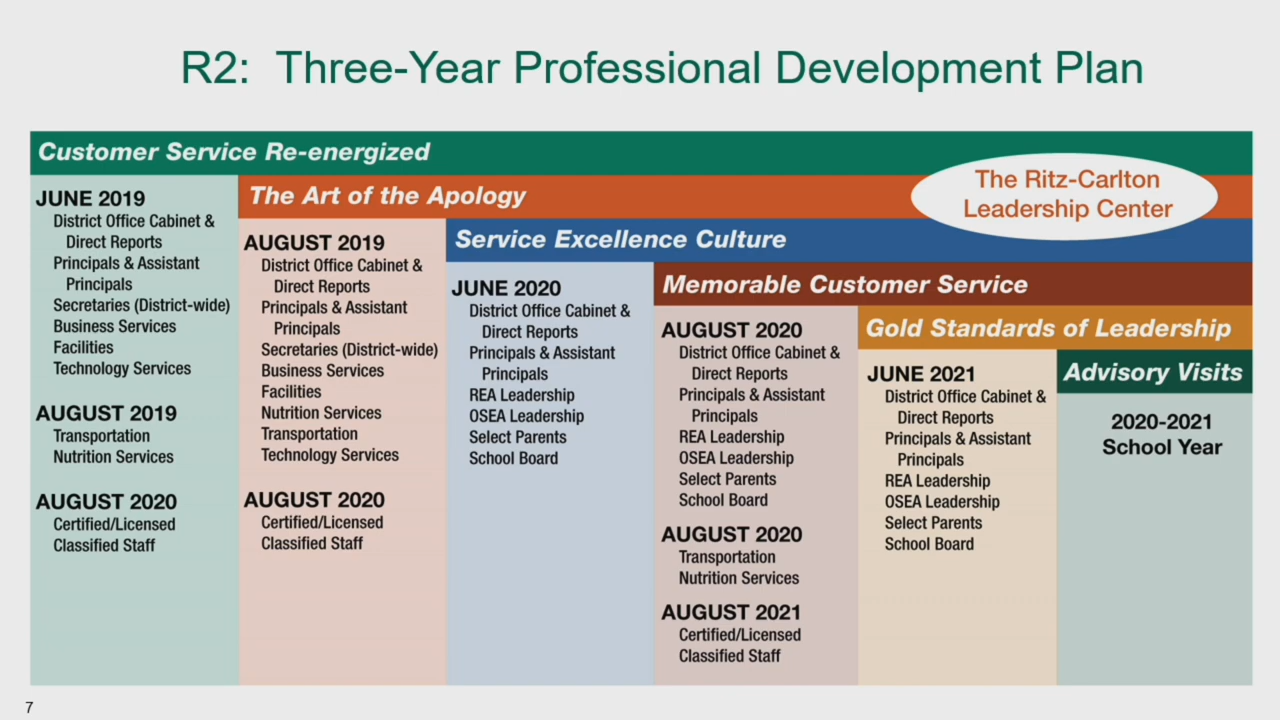 R2: Three-Year Professional Development Plan
Customer Service Re-energized
The Ritz-Carlton
Leadership Center
JUNE 2019
District Office Cabinet &
Direct Reports
Principals & Assistant
Principals
Secretaries (District-wide)
Business Services
Facilities
Technology Services
AUGUST 2019
Transportation
Nutrition Services
AUGUST 2020
Certified/Licensed
Classified Staff
The Art of the Apology
AUGUST 2019
District Office Cabinet &
Direct Reports
Principals & Assistant
Principals
Secretaries (District-wide)
Business Services
Facilities
Nutrition Services
Transportation
Technology Services
AUGUST 2020
Certified/Licensed
Classified Staff
Service Excellence Culture
JUNE 2020
District Office Cabinet &
Direct Reports
Principals & Assistant
Principals
REA Leadership
OSEA Leadership
Select Parents
School Board
Memorable Customer Service
AUGUST 2020
District Office Cabinet &
Direct Reports
Principals & Assistant
Principals
REA Leadership
OSEA Leadership
Select Parents
School Board
AUGUST 2020
Transportation
Nutrition Services
AUGUST 2021
Certified/Licensed
Classified Staff
Gold Standards of Leadership
JUNE 2021
District Office Cabinet &
Direct Reports
Principals & Assistant
Principals
REA Leadership
OSEA Leadership
Select Parents
School Board
Advisory Visits
2020-2021
School Year
7